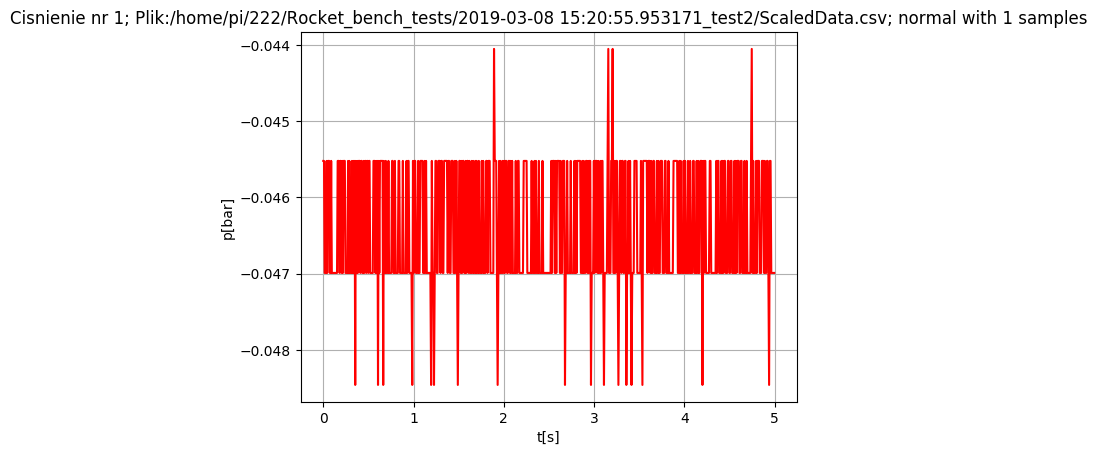 Cisnienie nr 1; Plik:/home/pi/222/Rocket_bench_tests/2019-03-08 15:20:55.953171_test2/ScaledData.csv; normal with 1 samples
−0.044
−0.045
−0.046
−0.047
−0.048
p[bar]
0 1 2 3 4 5
t[s]